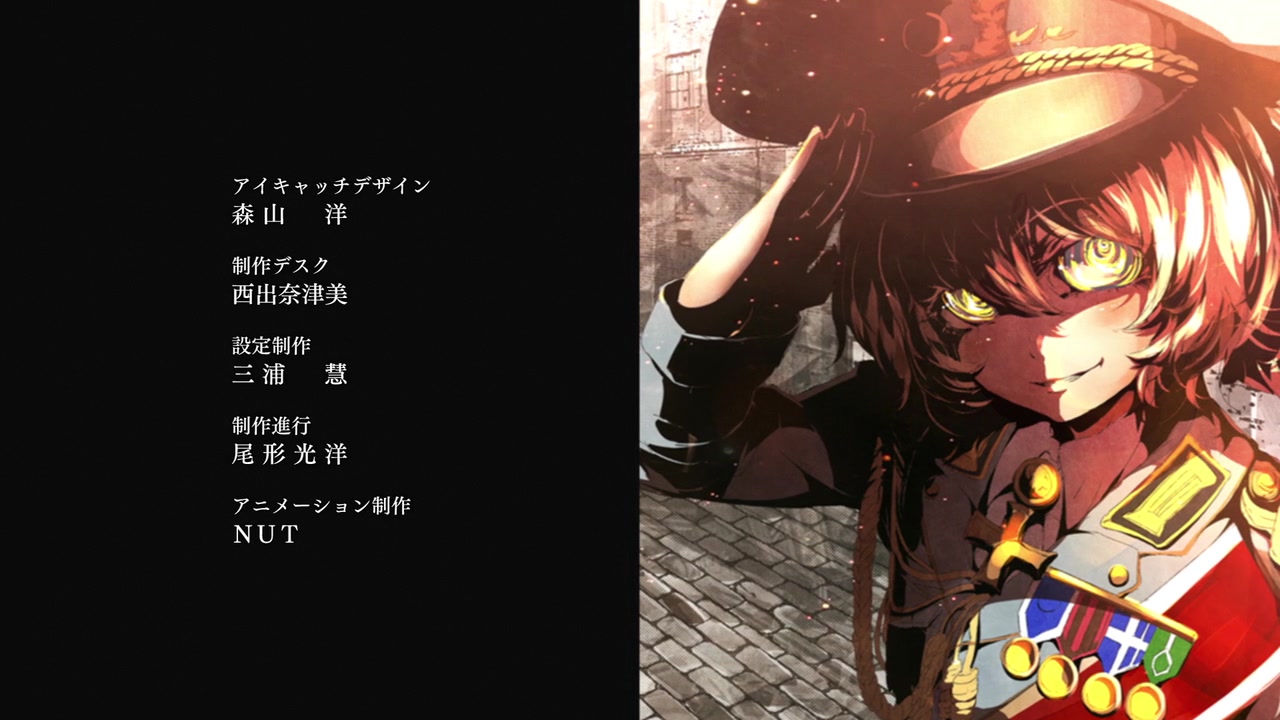 アイキャッチデザイン
森山 洋
制作デスク
西出奈津美
設定制作
三浦 慧
制作進行
尾形光洋
アニメーション制作
NUT